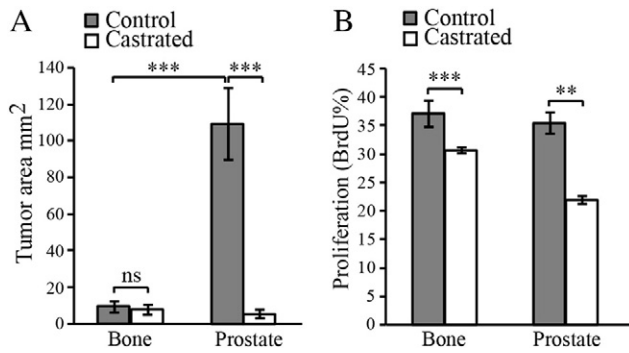 A
Control
Castrated
Tumor area mm²
140
120
100
80
60
40
20
0
***
***
ns
Bone
Prostate
B
Control
Castrated
Proliferation (BrdU%)
45
40
35
30
25
20
15
10
5
0
***
**
Bone
Prostate